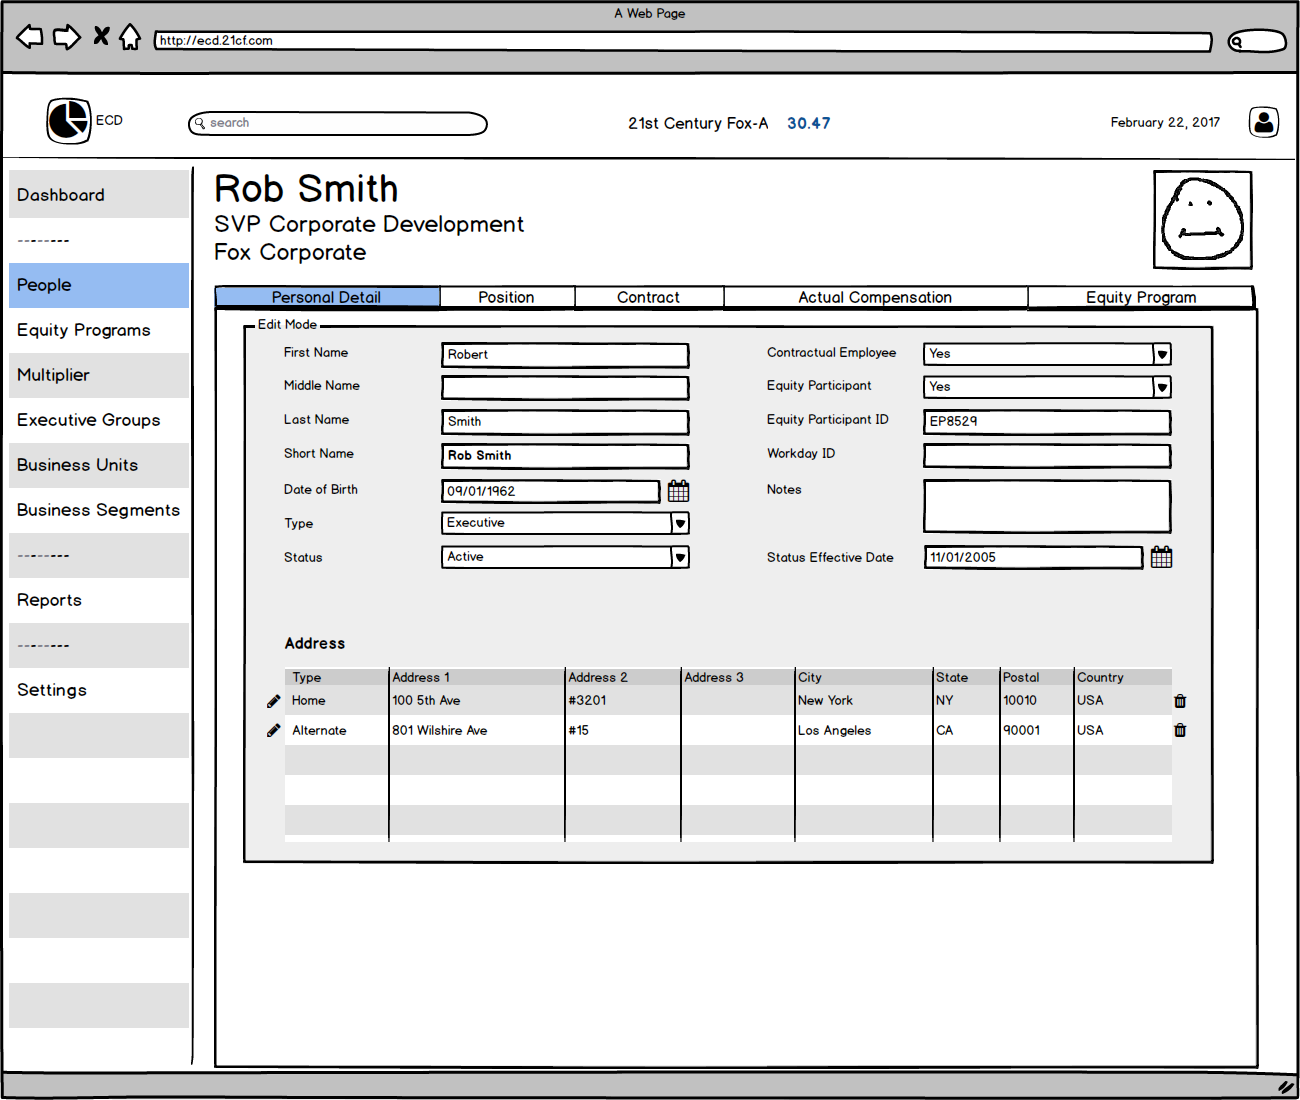 A Web Page
http://ecd.21cf.com
ECD
search
21st Century Fox-A 30.47
February 22, 2017
Dashboard
--------
People
Equity Programs
Multiplier
Executive Groups
Business Units
Business Segments
--------
Reports
--------
Settings
Rob Smith
SVP Corporate Development
Fox Corporate
Personal Detail Position Contract Actual Compensation Equity Program
Edit Mode
First Name Robert Contractual Employee Yes
Middle Name Equity Participant Yes
Last Name Smith Equity Participant ID EP8529
Short Name Rob Smith Workday ID
Date of Birth 09/01/1962 Notes
Type Executive
Status Active Status Effective Date 11/01/2005
Address
Type Address 1 Address 2 Address 3 City State Postal Country
Home 100 5th Ave #3201 New York NY 10010 USA
Alternate 801 Wilshire Ave #15 Los Angeles CA 90001 USA